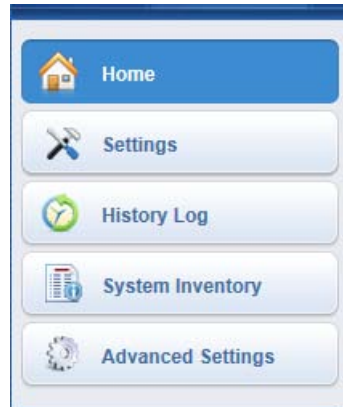 Home
Settings
History Log
System Inventory
Advanced Settings